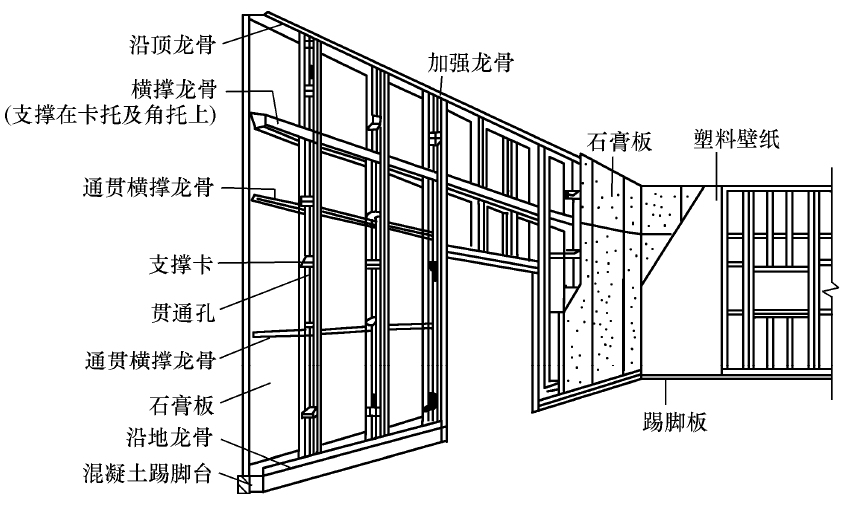 沿顶龙骨
加强龙骨
横撑龙骨
(支撑在卡托及角托上)
石膏板
塑料壁纸
通贯横撑龙骨
支撑卡
贯通孔
通贯横撑龙骨
石膏板
沿地龙骨
踢脚板
混凝土踢脚台